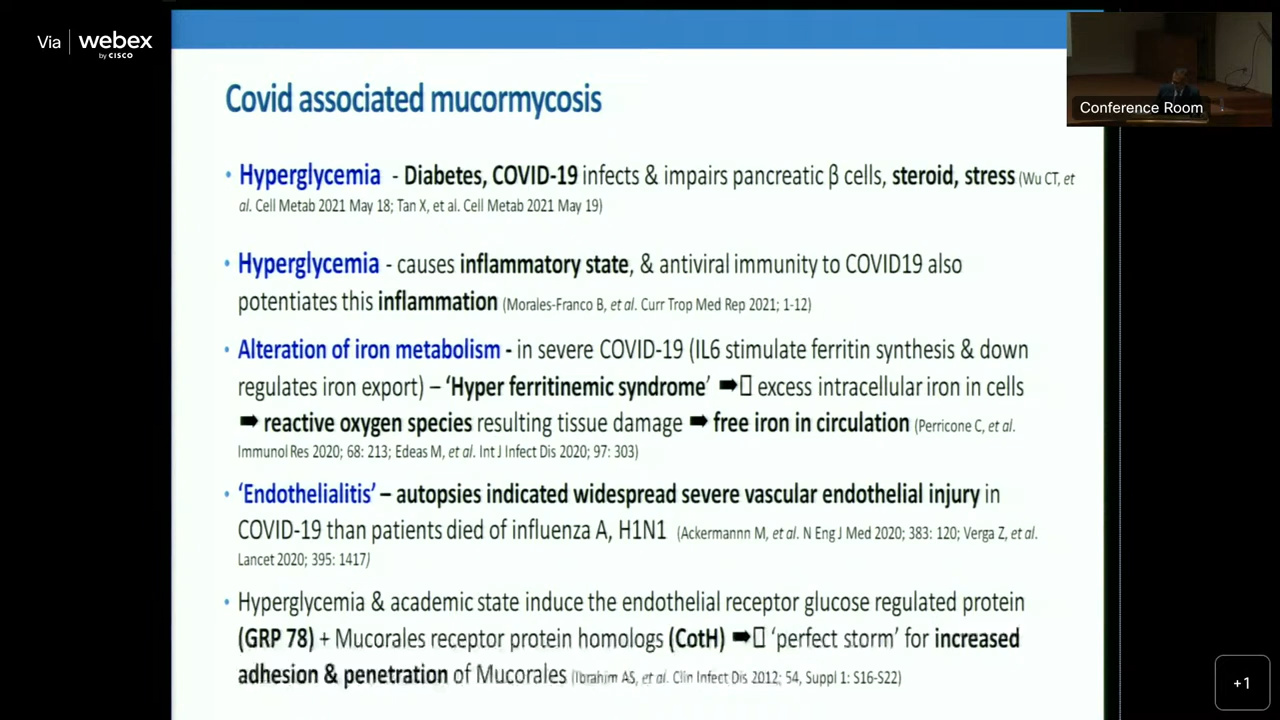 Via webex
by CISCO
Conference Room
Covid associated mucormycosis
• Hyperglycemia - Diabetes, COVID-19 infects & impairs pancreatic β cells, steroid, stress (Wu CT, et
al. Cell Metab 2021 May 18; Tan X, et al. Cell Metab 2021 May 19)
• Hyperglycemia - causes inflammatory state, & antiviral immunity to COVID19 also
potentiates this inflammation (Morales-Franco B, et al. Curr Trop Med Rep 2021; 1-12)
• Alteration of iron metabolism - in severe COVID-19 (IL6 stimulate ferritin synthesis & down
regulates iron export) – ‘Hyper ferritinemic syndrome’ ➡ excess intracellular iron in cells
➡ reactive oxygen species resulting tissue damage ➡ free iron in circulation (Perricone C, et al.
Immunol Res 2020; 68: 213; Edeas M, et al. Int J Infect Dis 2020; 97: 303)
• ‘Endothelialitis’ – autopsies indicated widespread severe vascular endothelial injury in
COVID-19 than patients died of influenza A, H1N1 (Ackermannn M, et al. N Eng J Med 2020; 383: 120; Verga Z, et al.
Lancet 2020; 395: 1417)
• Hyperglycemia & academic state induce the endothelial receptor glucose regulated protein
(GRP 78) + Mucorales receptor protein homologs (CotH) ➡ ‘perfect storm’ for increased
adhesion & penetration of Mucorales (Ibrahim AS, et al. Clin Infect Dis 2012; 54, Suppl 1: S16-S22)
+1